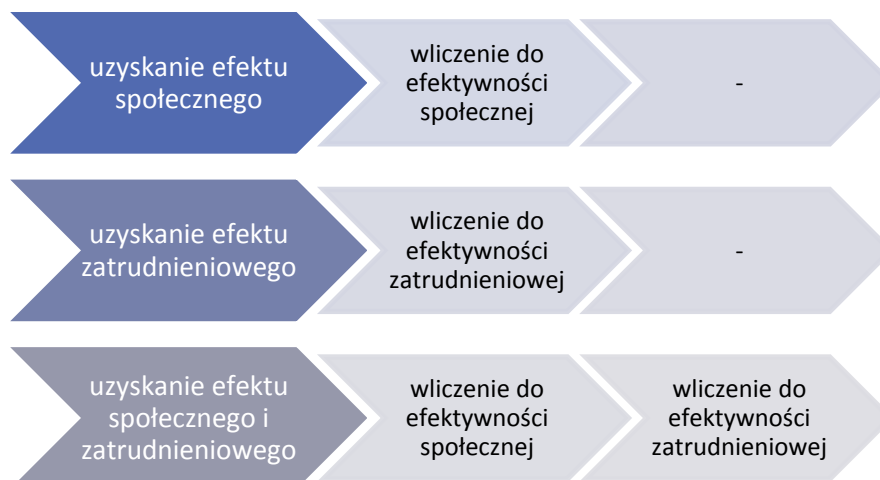 uzyskanie efektu
społecznego
wliczenie do
efektywności
społecznej
-
uzyskanie efektu
zatrudnieniowego
wliczenie do
efektywności
zatrudnieniowej
-
uzyskanie efektu
społecznego i
zatrudnieniowego
wliczenie do
efektywności
społecznej
wliczenie do
efektywności
zatrudnieniowej